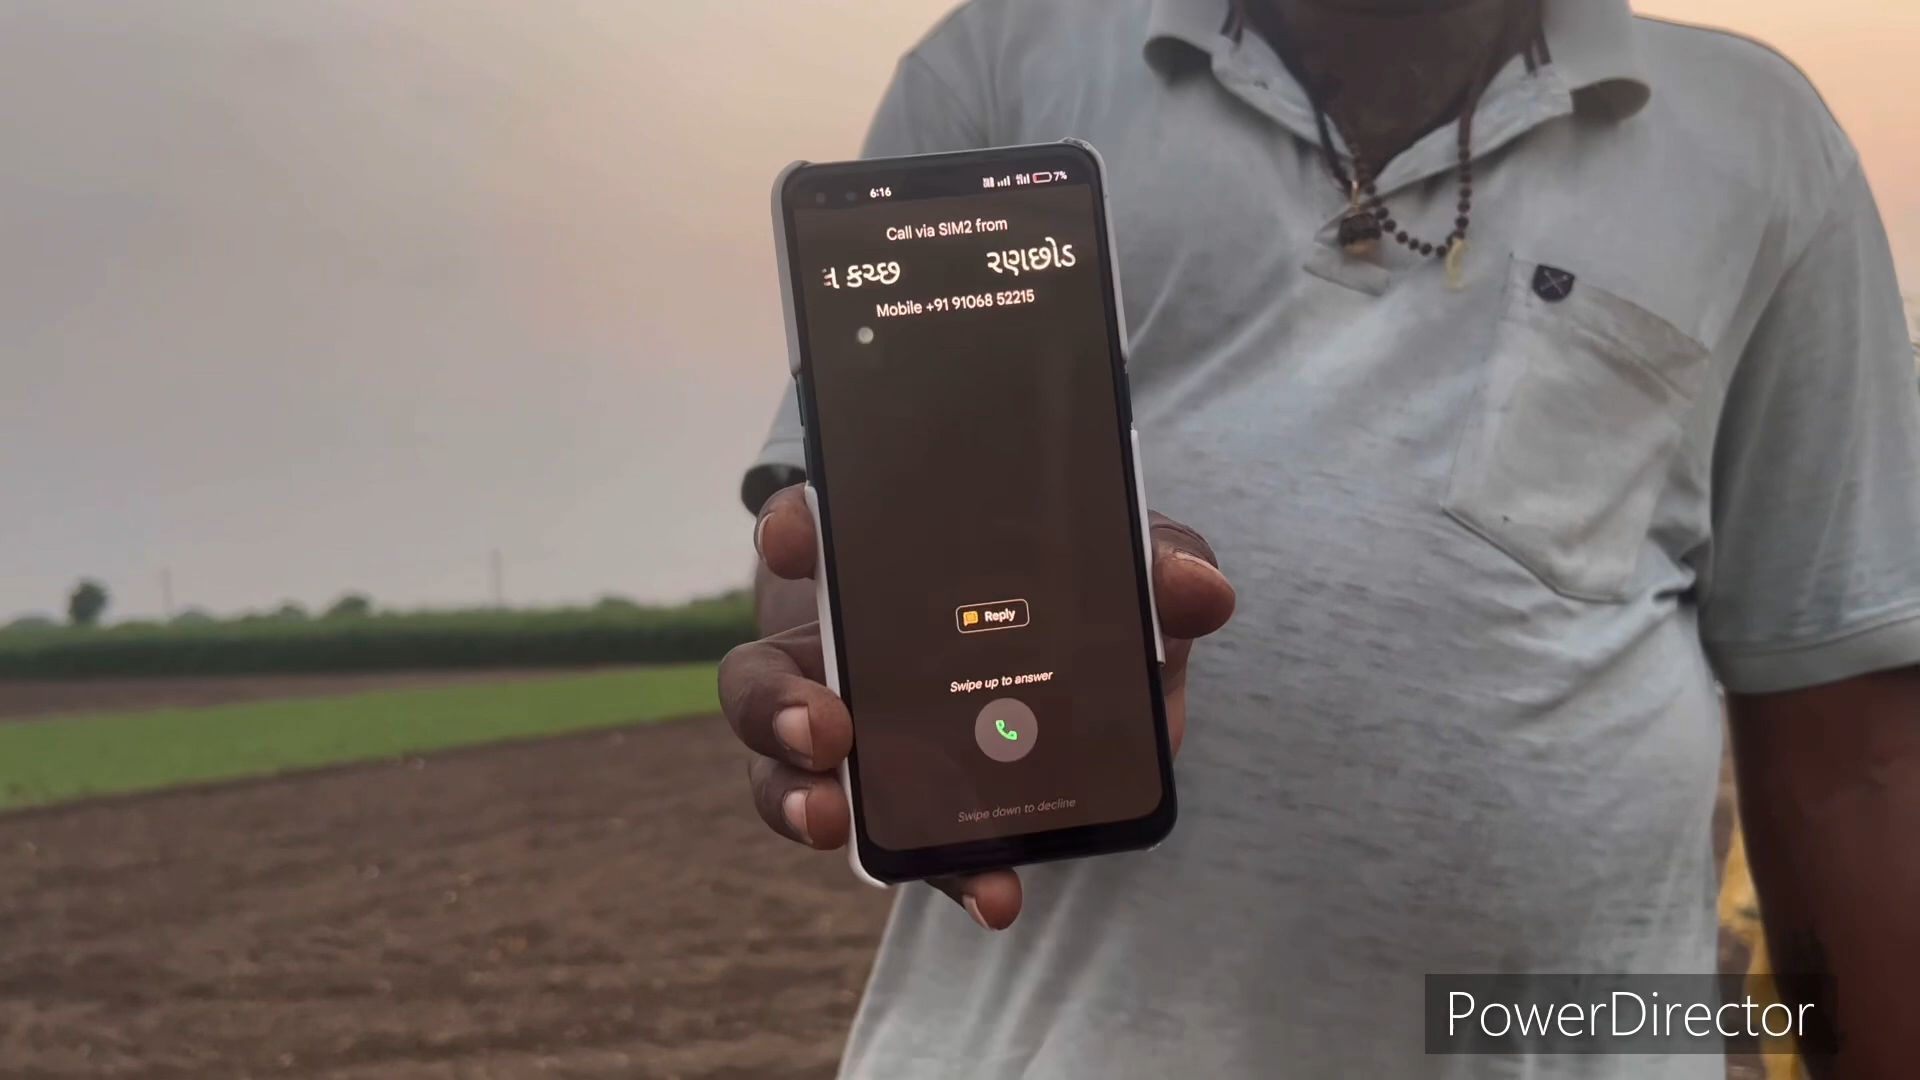 6:16
7%
Call via SIM2 from
કચ્છ રણછોડ
Mobile +91 91068 52215
Reply
Swipe up to answer
Swipe down to decline
PowerDirector